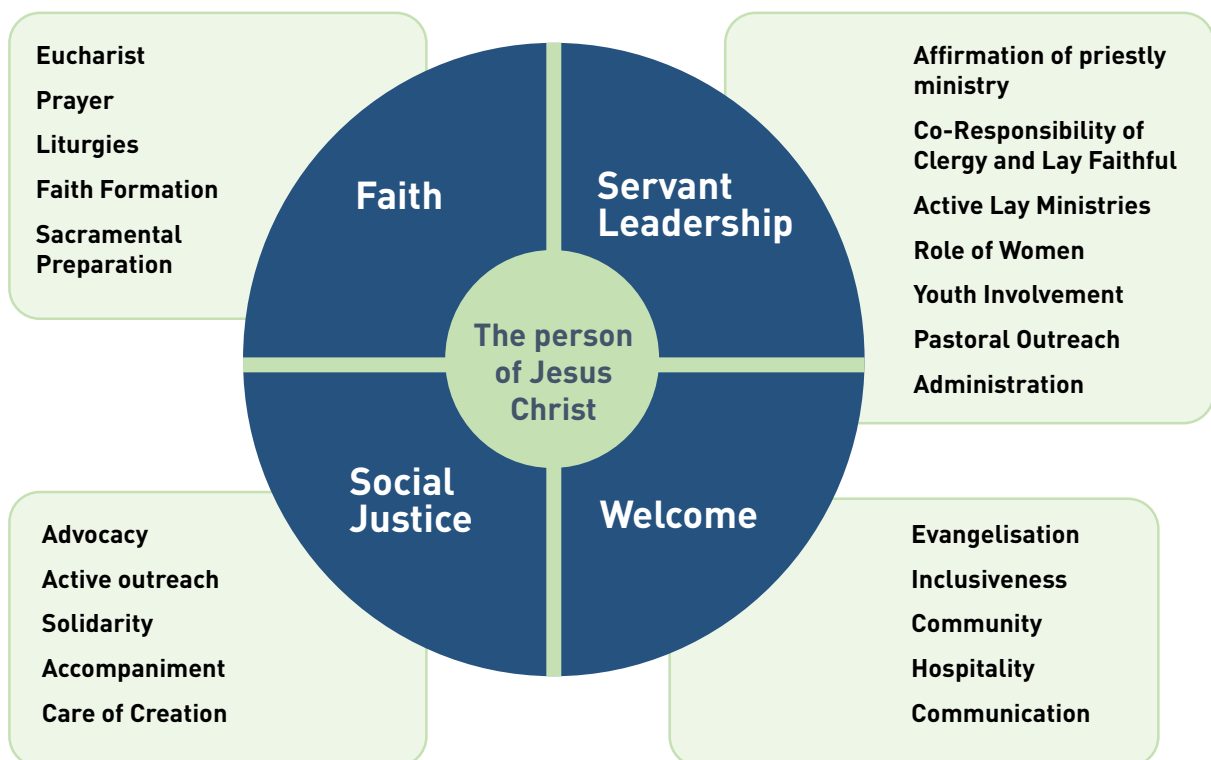 Eucharist
Prayer
Liturgies
Faith Formation
Sacramental
Preparation
Faith
Servant
Leadership
Affirmation of priestly
ministry
Co-Responsibility of
Clergy and Lay Faithful
Active Lay Ministries
Role of Women
Youth Involvement
Pastoral Outreach
Administration
The person
of Jesus
Christ
Social
Justice
Welcome
Advocacy
Active outreach
Solidarity
Accompaniment
Care of Creation
Evangelisation
Inclusiveness
Community
Hospitality
Communication